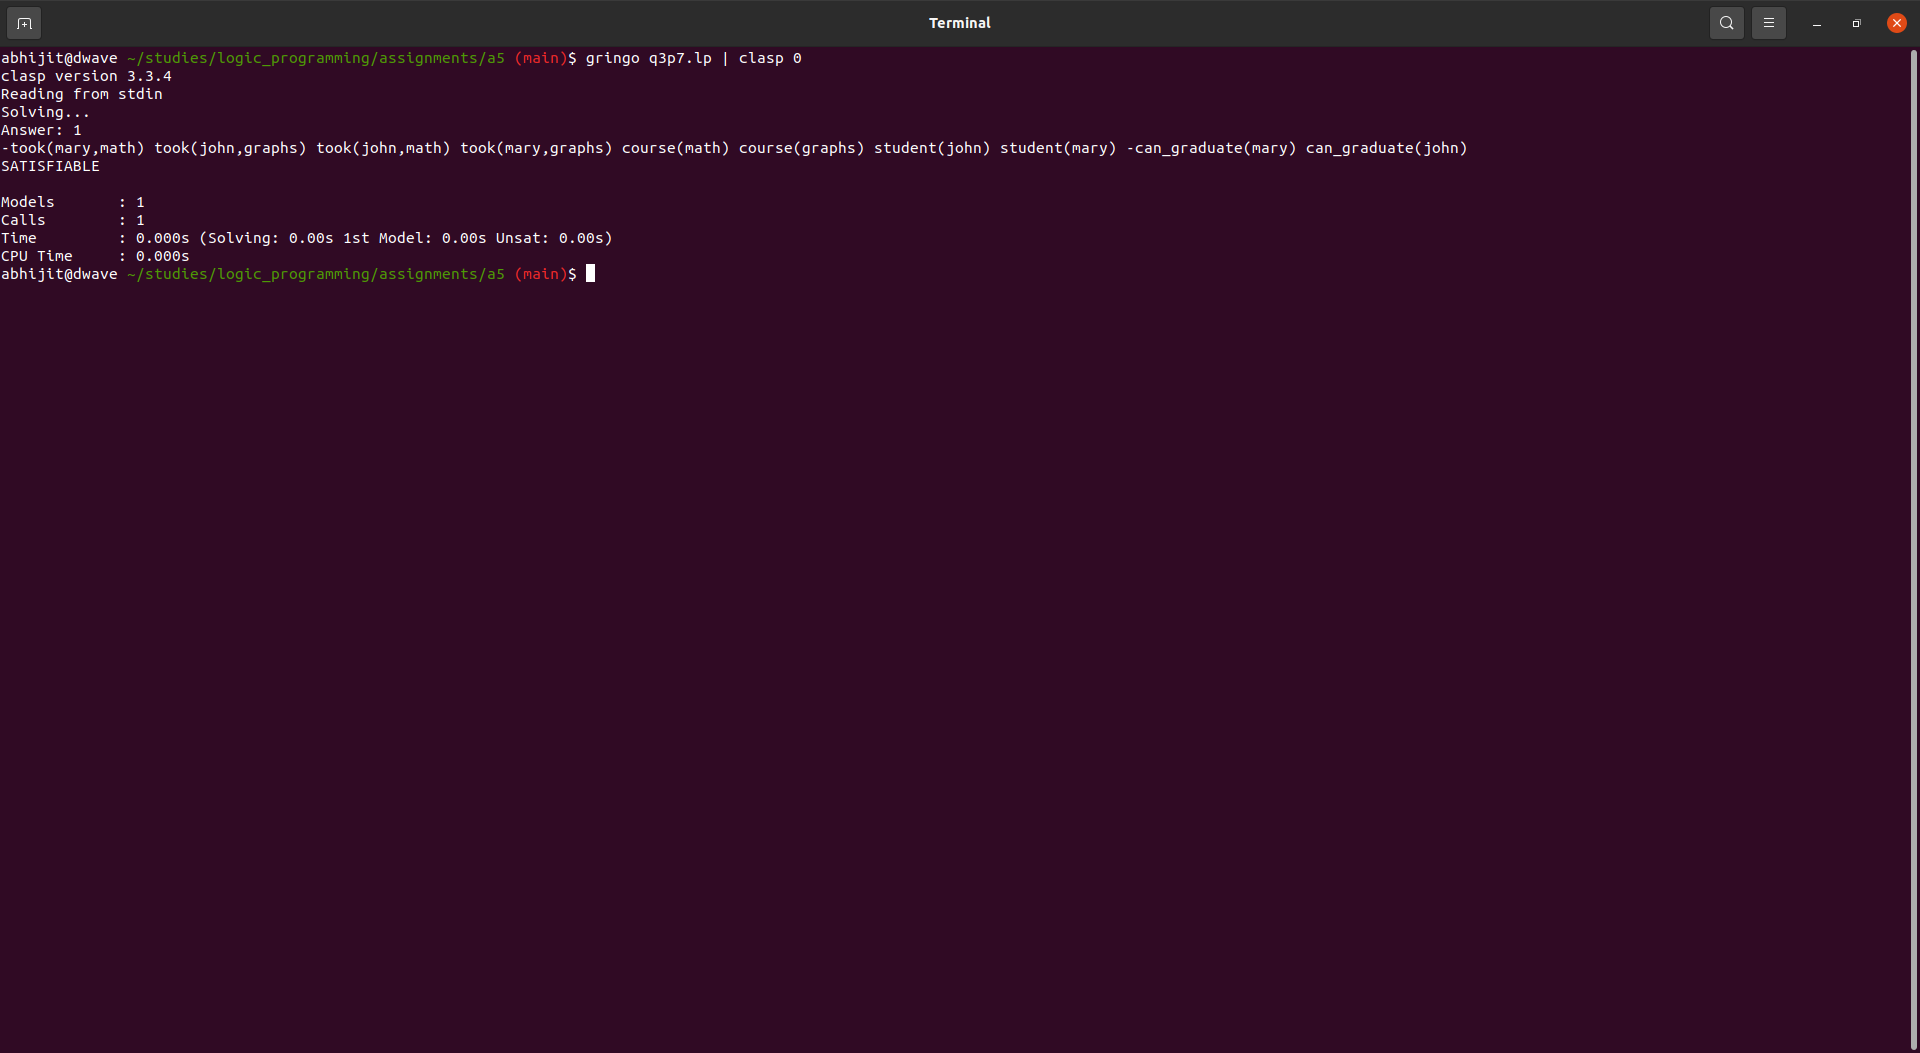 Terminal
abhijit@dwave ~/studies/logic_programming/assignments/a5 (main)$ gringo q3p7.lp | clasp 0
clasp version 3.3.4
Reading from stdin
Solving...
Answer: 1
-took(mary,math) took(john,graphs) took(john,math) took(mary,graphs) course(math) course(graphs) student(john) student(mary) -can_graduate(mary) can_graduate(john)
SATISFIABLE

Models       : 1
Calls        : 1
Time         : 0.000s (Solving: 0.00s 1st Model: 0.00s Unsat: 0.00s)
CPU Time     : 0.000s
abhijit@dwave ~/studies/logic_programming/assignments/a5 (main)$